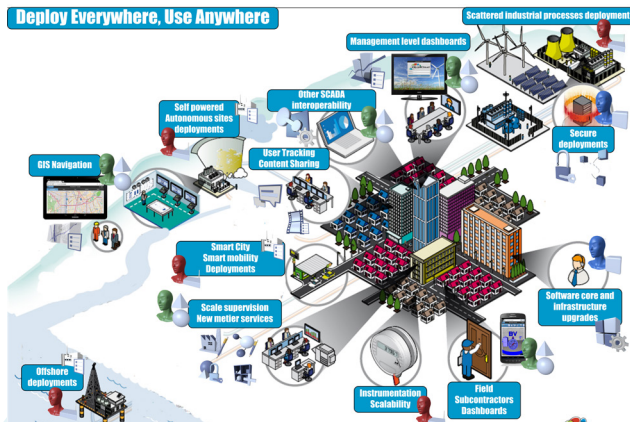 Deploy Everywhere, Use Anywhere
Scattered industrial processes deployment
Management level dashboards
Other SCADA
interoperability
Self powered
Autonomous sites
deployments
Secure
deployments
User Tracking
Content Sharing
GIS Navigation
Smart City
Smart mobility
Deployments
Software core and
infrastructure
upgrades
Scale supervision
New metier services
Offshore
deployments
Instrumentation
Scalability
Field
Subcontractors
Dashboards